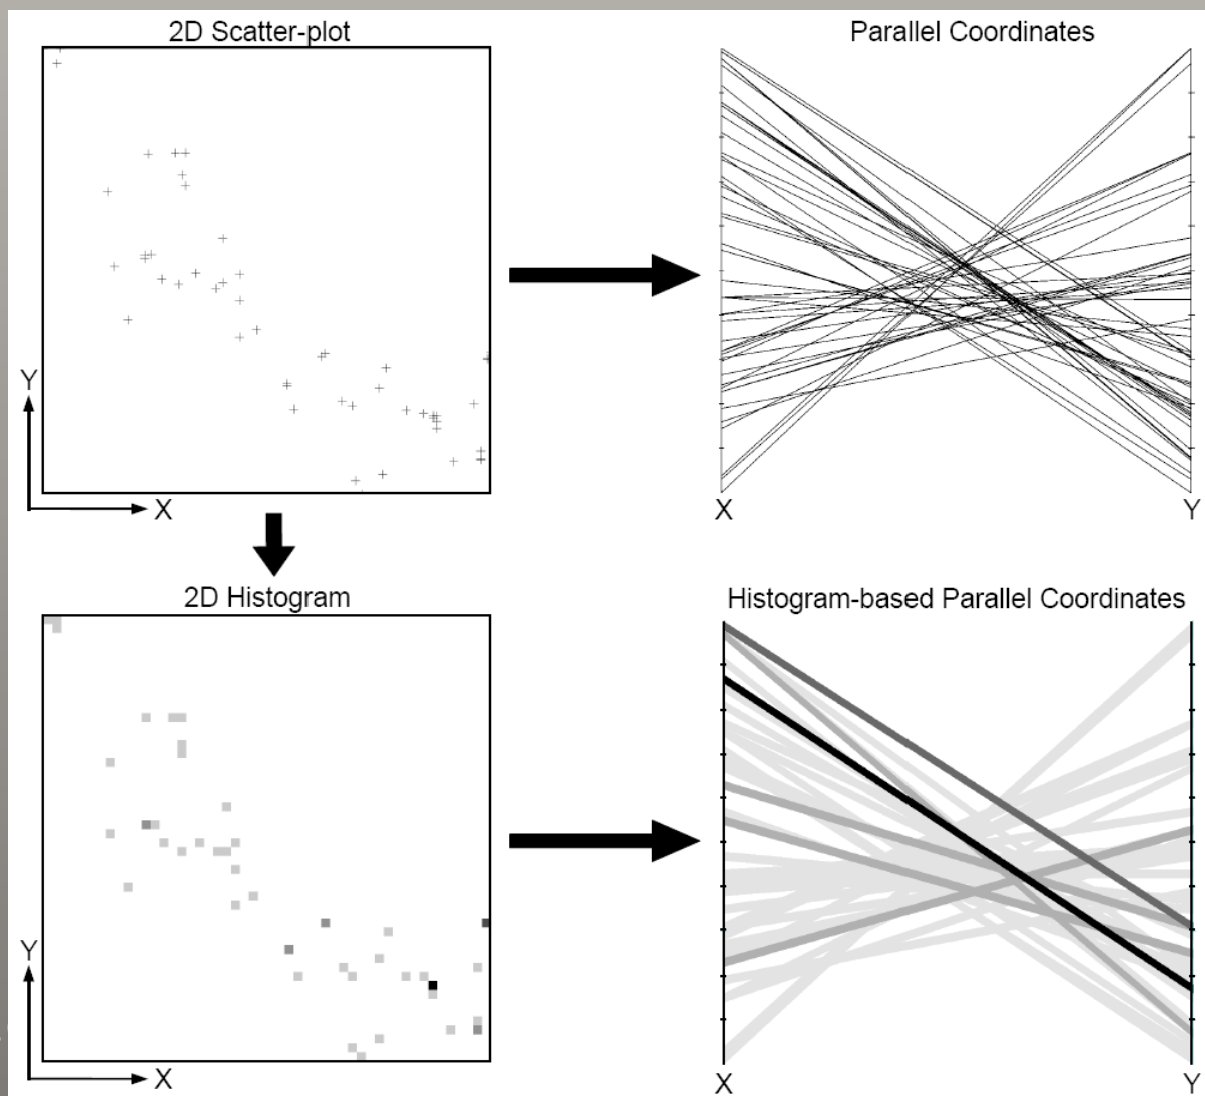 2D Scatter-plot
Parallel Coordinates
Y
X
X
Y
2D Histogram
Histogram-based Parallel Coordinates
Y
X
X
Y